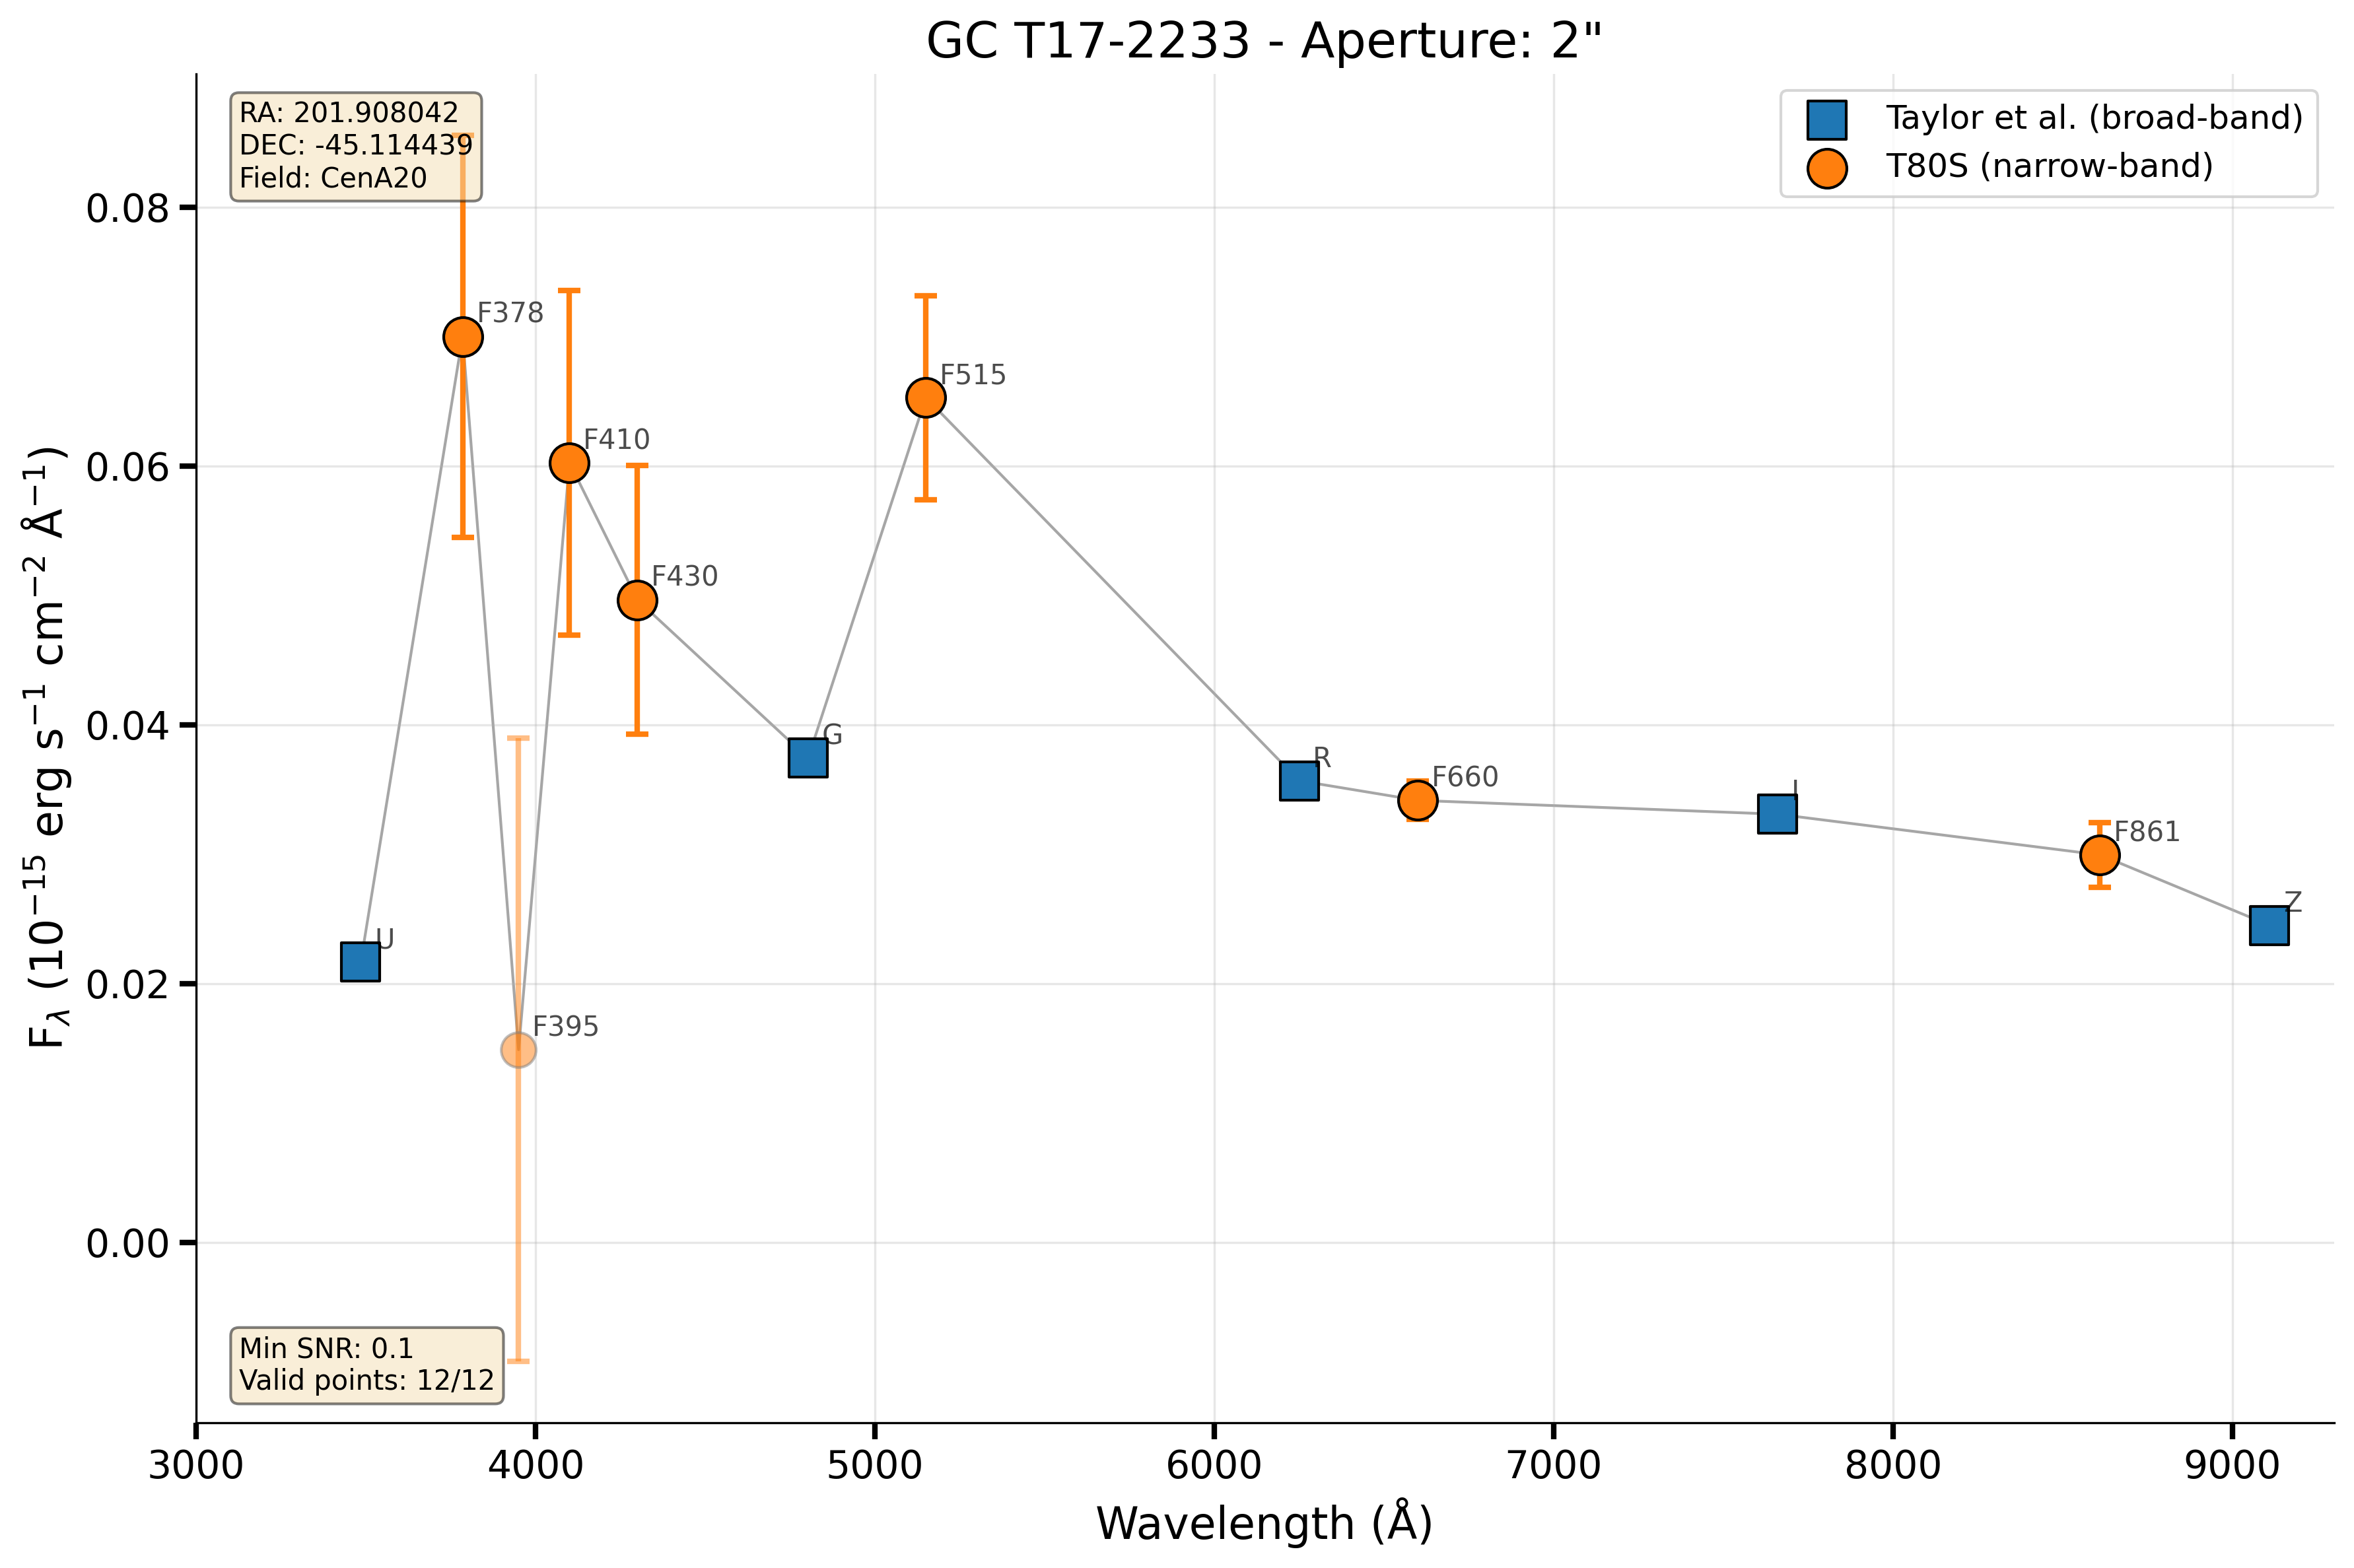 GC T17-2233 - Aperture: 2"
RA: 201.908042
DEC: -45.114439
Field: CenA20
Taylor et al. (broad-band)
T80S (narrow-band)
F378
F410
F430
F515
F395
U
G
R
F660
I
F861
Z
0.08
0.06
0.04
0.02
0.00
F_λ (10⁻¹⁵ erg s⁻¹ cm⁻² Å⁻¹)
Min SNR: 0.1
Valid points: 12/12
3000 4000 5000 6000 7000 8000 9000
Wavelength (Å)